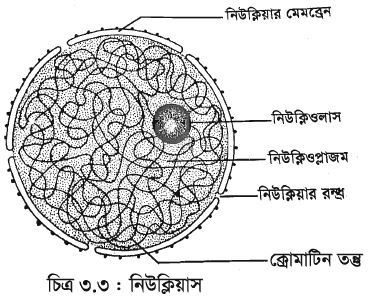 নিউক্লিয়ার মেমব্রেন
নিউক্লিওলাস
নিউক্লিওপ্লাজম
নিউক্লিয়ার রন্ধ্র
ক্রোমাটিন তন্তু
চিত্র ৩.৩ : নিউক্লিয়াস